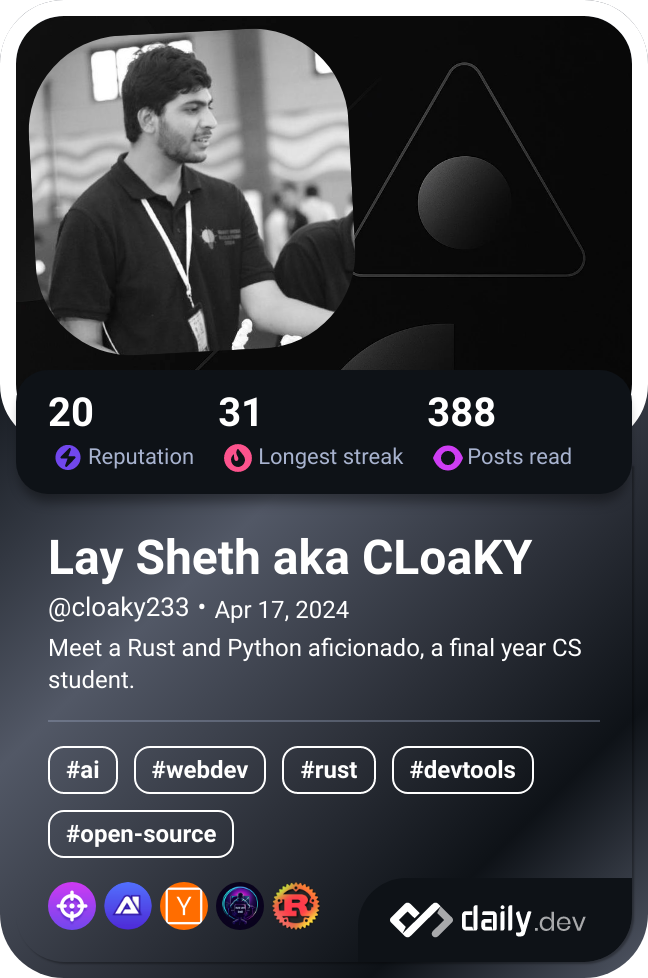 20 31 388
Reputation Longest streak Posts read
Lay Sheth aka CLoaKY
@cloaky233 • Apr 17, 2024
Meet a Rust and Python aficionado, a final year CS
student.
#ai #webdev #rust #devtools
#open-source
Y R daily.dev